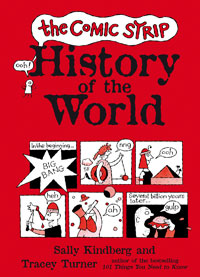 the COMIC STRIP
ooh!
History
of the
World
In the beginning...
BIG
BANG
ring
ooh
heh
ah
Several billion years
later...
gulp
Sally Kindberg and
Tracey Turner
author of the bestselling
101 Things You Need to Know